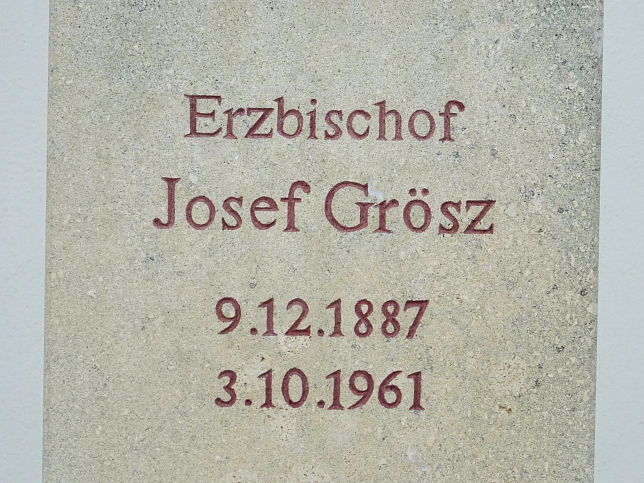 Erzbischof
Josef Grösz
9.12.1887
3.10.1961